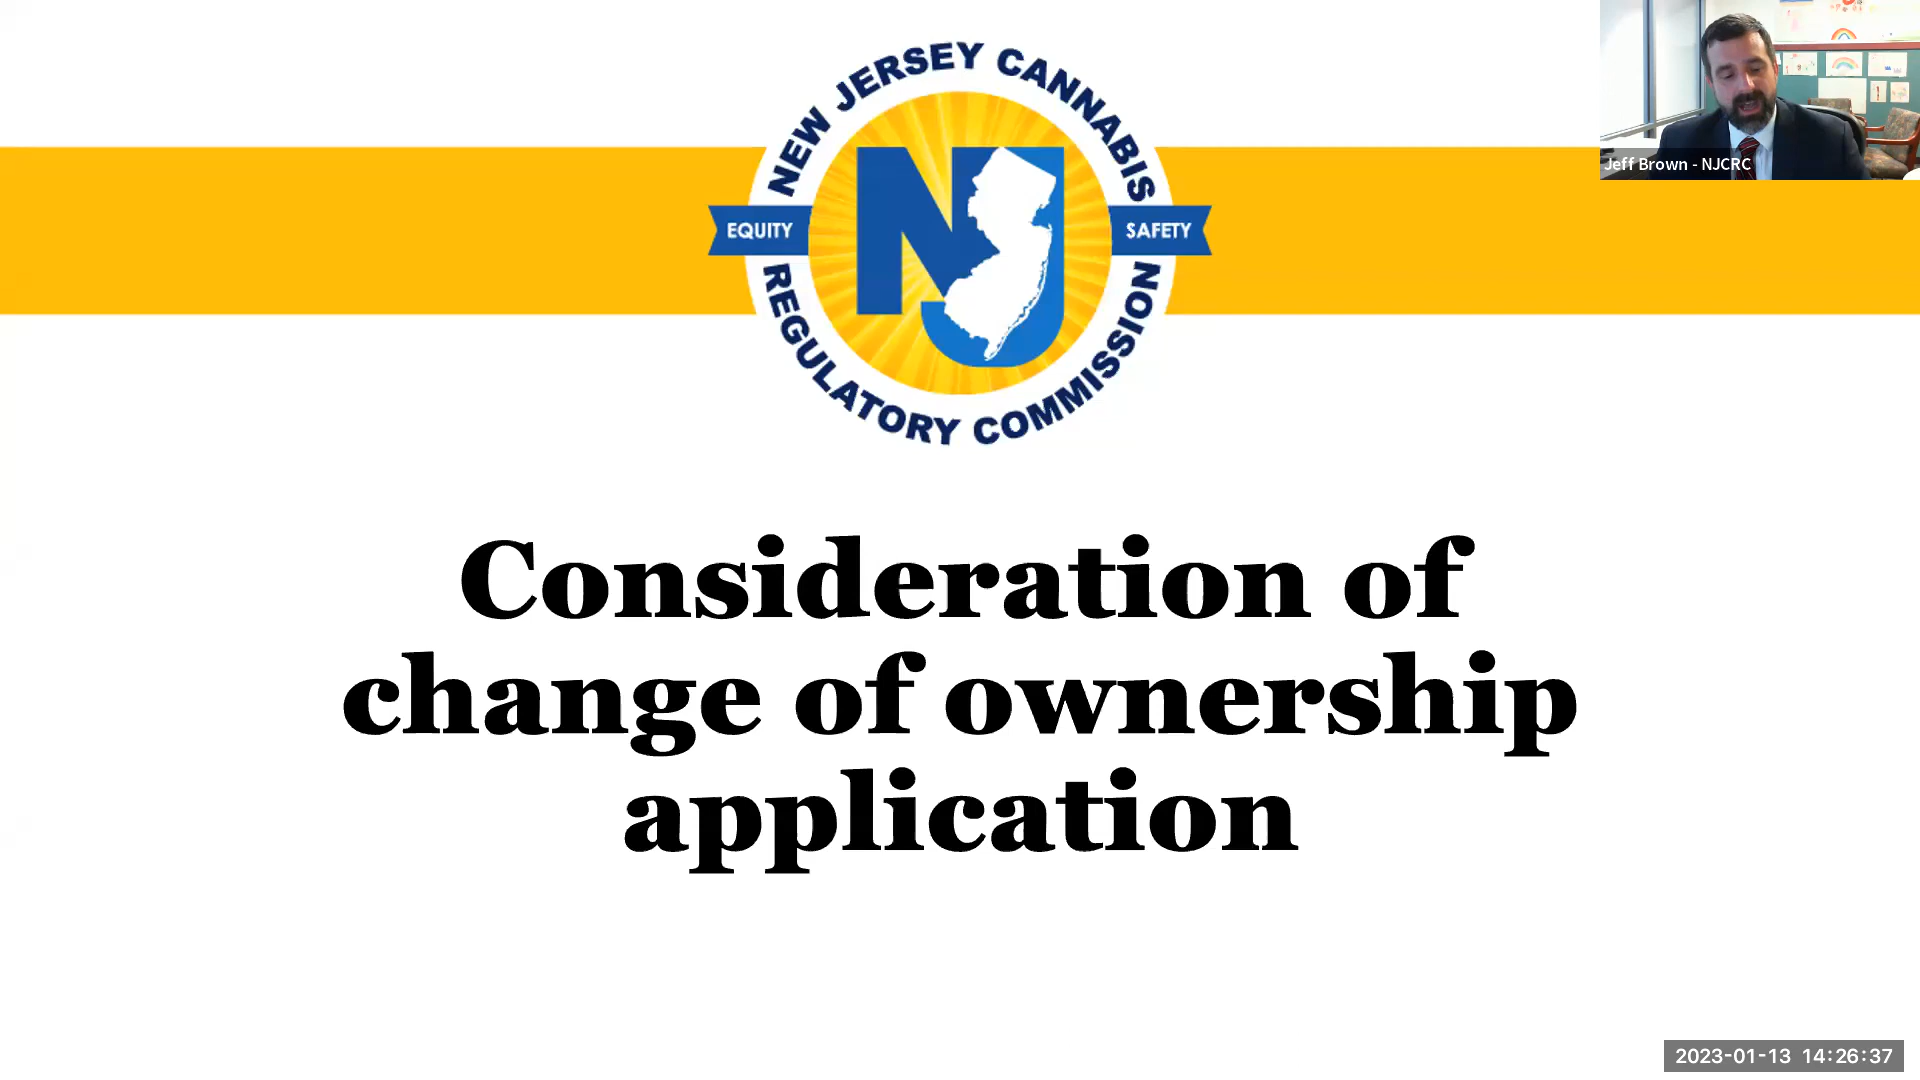 NEW JERSEY CANNABIS
EQUITY
NJ
SAFETY
REGULATORY COMMISSION
Jeff Brown - NJCRC
Consideration of
change of ownership
application
2023-01-13 14:26:37